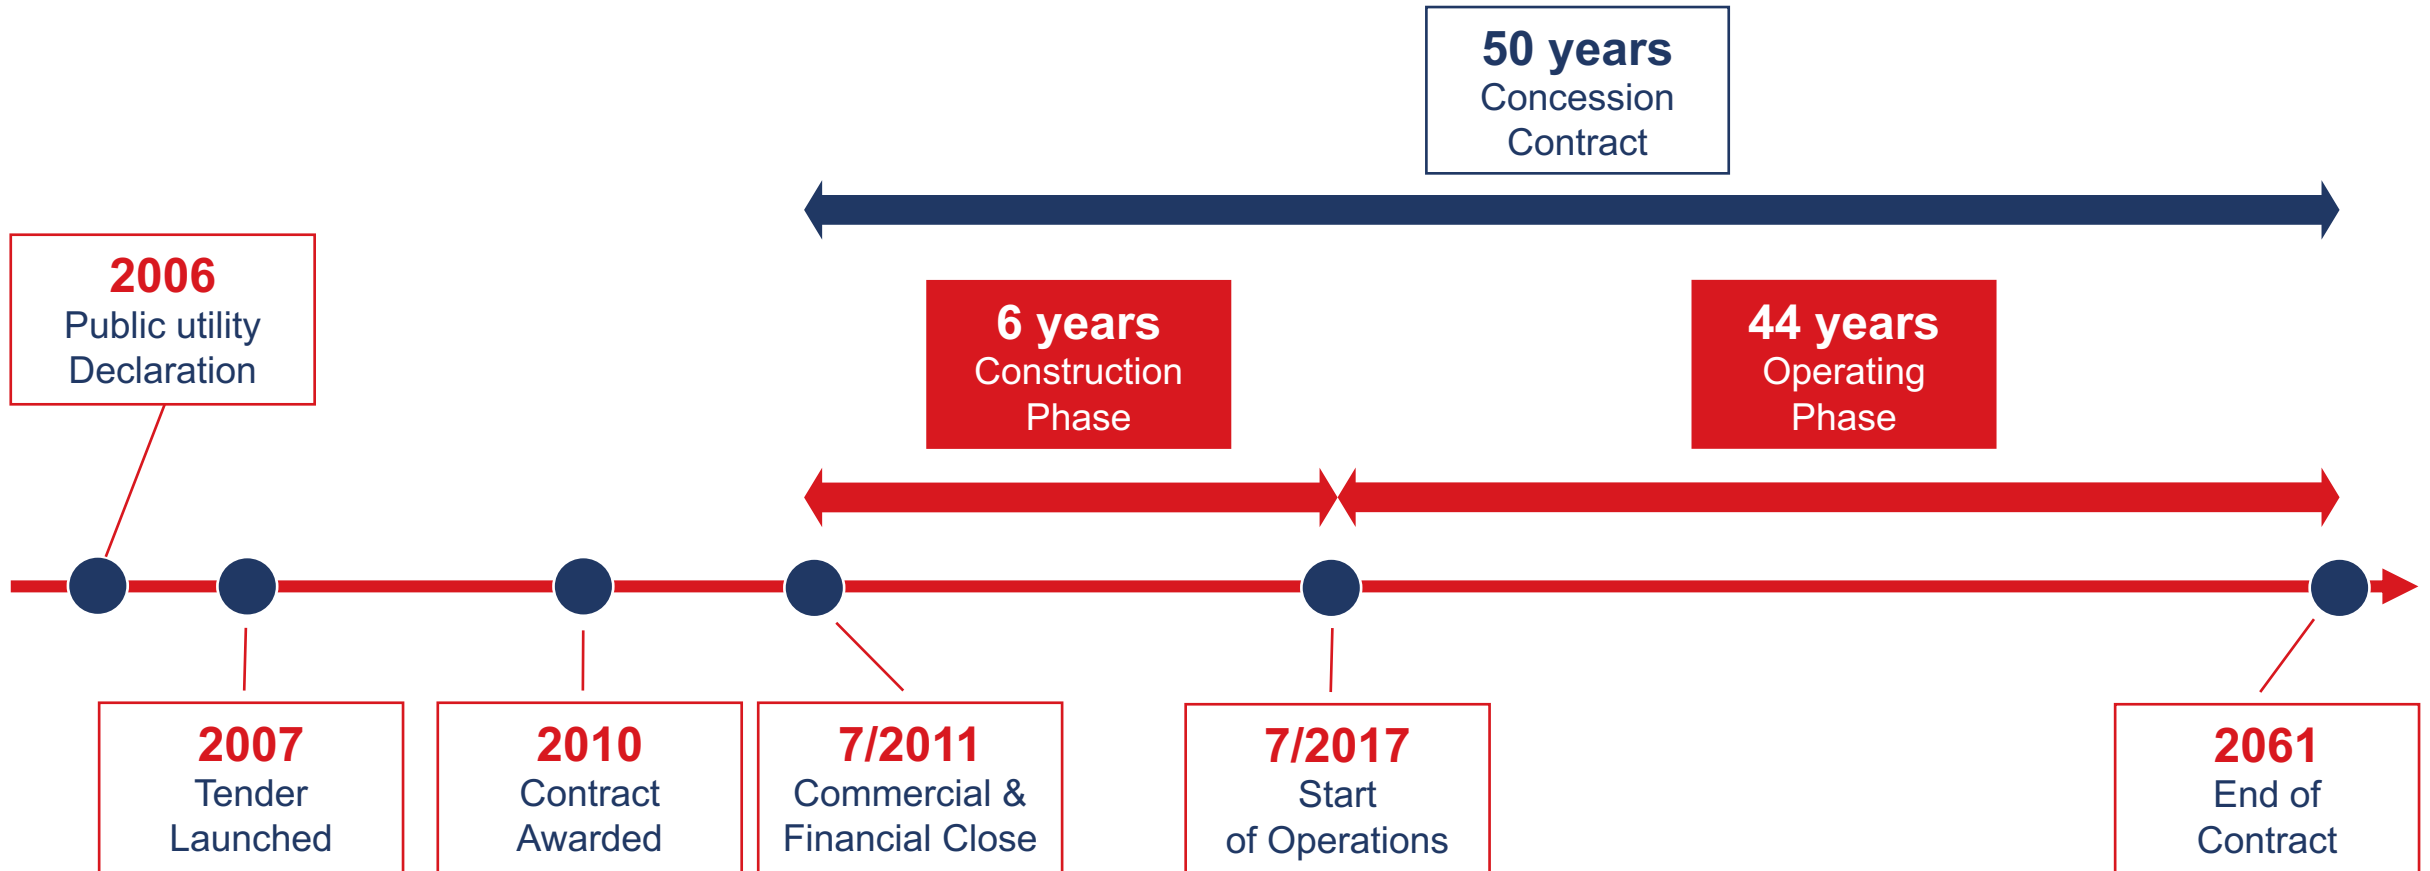 50 years
Concession
Contract
2006
Public utility
Declaration
6 years
Construction
Phase
44 years
Operating
Phase
2007
Tender
Launched
2010
Contract
Awarded
7/2011
Commercial &
Financial Close
7/2017
Start
of Operations
2061
End of
Contract